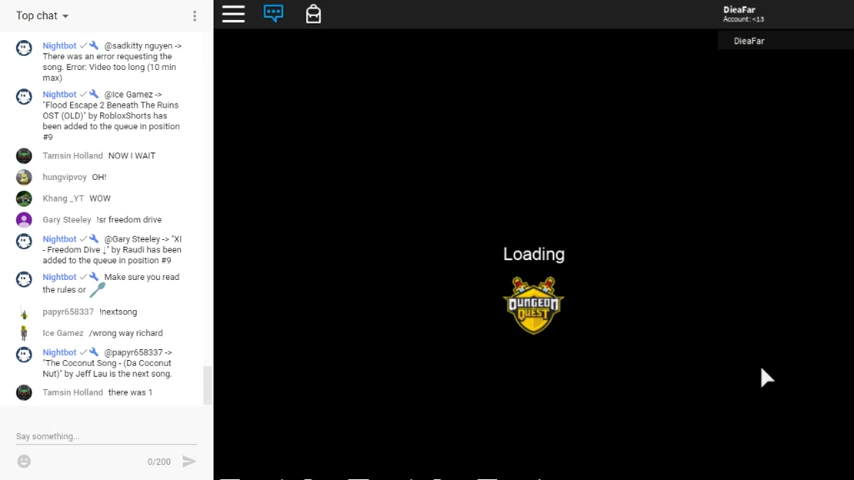 Top chat
Nightbot @sadkitty nguyen ->
There was an error requesting the
song. Error: Video too long (10 min
max)
Nightbot @Ice Gamez ->
"Flood Escape 2 Beneath The Ruins
OST (OLD)" by RobloxShorts has
been added to the queue in position
#9
Tamsin Holland NOW I WAIT
hungvipvoy OH!
Khang _YT WOW
Gary Steeley !sr freedom drive
Nightbot @Gary Steeley -> "XI
- Freedom Dive ↓" by Raudi has been
added to the queue in position #9
Nightbot Make sure you read
the rules or
papyr658337 !nextsong
Ice Gamez /wrong way richard
Nightbot @papyr658337 ->
"The Coconut Song - (Da Coconut
Nut)" by Jeff Lau is the next song.
Tamsin Holland there was 1
Say something...
0/200
DieaFar
Account: <13
DieaFar
Loading
DUNGEON
QUEST